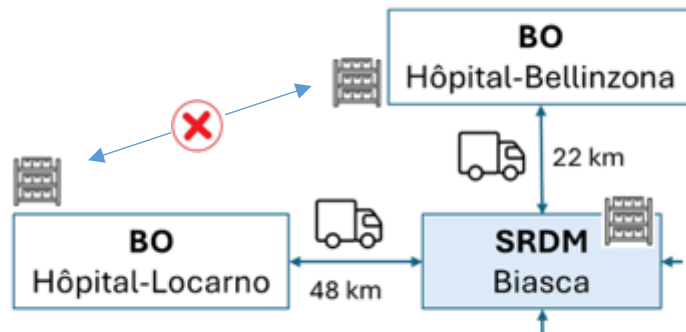 BO
Hôpital-Bellinzona
22 km
BO
Hôpital-Locarno
48 km
SRDM
Biasca